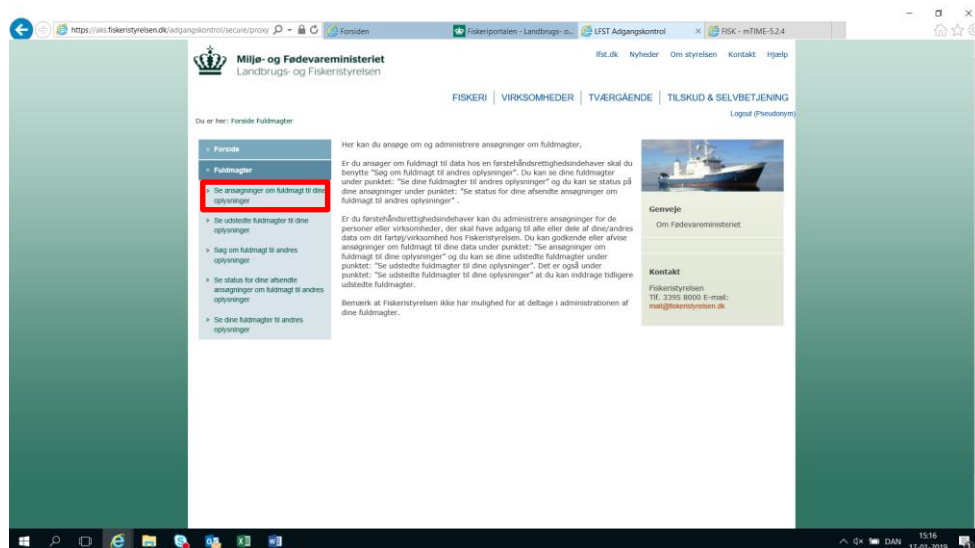 https://aks.fiskeristyrelsen.dk/adgangskontrol/secure/proxy
Forsiden
Fiskeriportalen - Landbrugs- o...
LFST Adgangskontrol
FISK - mTIME-5.2.4
Miljø- og Fødevareministeriet
Landbrugs- og Fiskeristyrelsen
lfst.dk Nyheder Om styrelsen Kontakt Hjælp
FISKERI | VIRKSOMHEDER | TVÆRGÅENDE | TILSKUD & SELVBETJENING
Logout (Pseudonym)
Du er her: Forside Fuldmagter
Forside
Fuldmagter
Se ansøgninger om fuldmagt til dine
oplysninger
Se udstedte fuldmagter til dine
oplysninger
Søg om fuldmagt til andres
oplysninger
Se status for dine afsendte
ansøgninger om fuldmagt til andres
oplysninger
Se dine fuldmagter til andres
oplysninger
Her kan du ansøge om og administrere ansøgninger om fuldmagter,
Er du ansøger om fuldmagt til data hos en førstehåndsrettighedsindehaver skal du
benytte "Søg om fuldmagt til andres oplysninger". Du kan se dine fuldmagter
under punktet: "Se dine fuldmagter til andres oplysninger" og du kan se status på
dine ansøgninger under punktet: "Se status for dine afsendte ansøgninger om
fuldmagt til andres oplysninger" .
Er du førstehåndsrettighedsindehaver kan du administrere ansøgninger for de
personer eller virksomheder, der skal have adgang til alle eller dele af dine/andres
data om dit fartøj/virksomhed hos Fiskeristyrelsen. Du kan godkende eller afvise
ansøgninger om fuldmagt til dine data under punktet: "Se ansøgninger om
fuldmagt til dine oplysninger" og du kan se dine udstedte fuldmagter under
punktet: "Se udstedte fuldmagter til dine oplysninger". Det er også under
punktet: "Se udstedte fuldmagter til dine oplysninger" at du kan inddrage tidligere
udstedte fuldmagter.
Bemærk at Fiskeristyrelsen ikke har mulighed for at deltage i administrationen af
dine fuldmagter.
Genveje
Om Fødevareministeriet
Kontakt
Fiskeristyrelsen
Tlf. 3395 8000 E-mail:
mail@fiskeristyrelsen.dk
DAN
15:16
17-01-2019